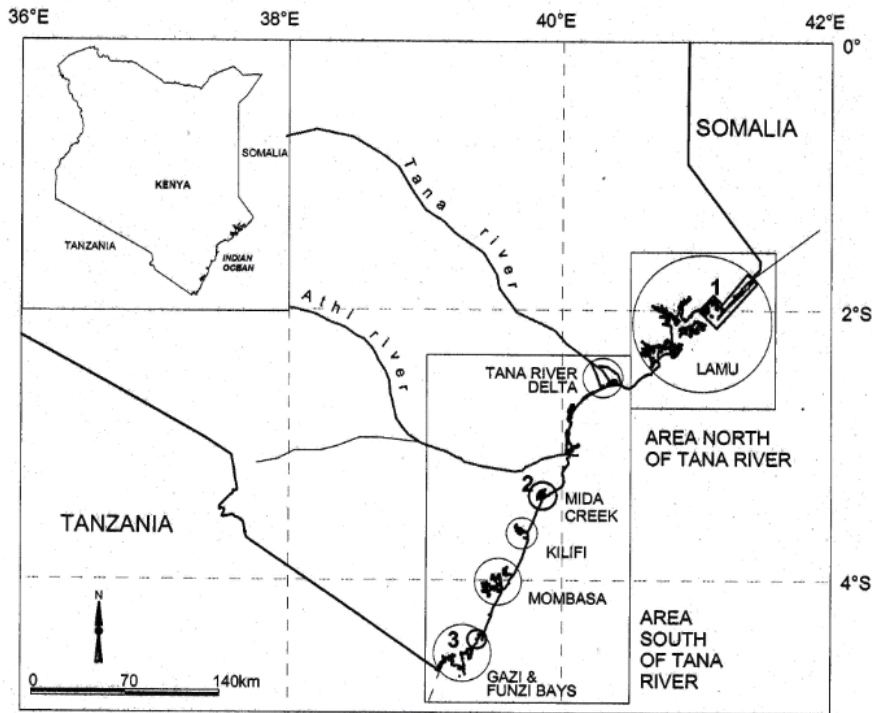 36°E 38°E 40°E 42°E
0°
SOMALIA
SOMALIA
KENYA
TANZANIA
INDIAN
OCEAN
Tana river
Athi river
1
2°S
LAMU
TANA RIVER
DELTA
AREA NORTH
OF TANA RIVER
2
MIDA
CREEK
TANZANIA
KILIFI
4°S
MOMBASA
N
AREA
SOUTH
OF TANA
RIVER
3
GAZI &
FUNZI BAYS
0 70 140km